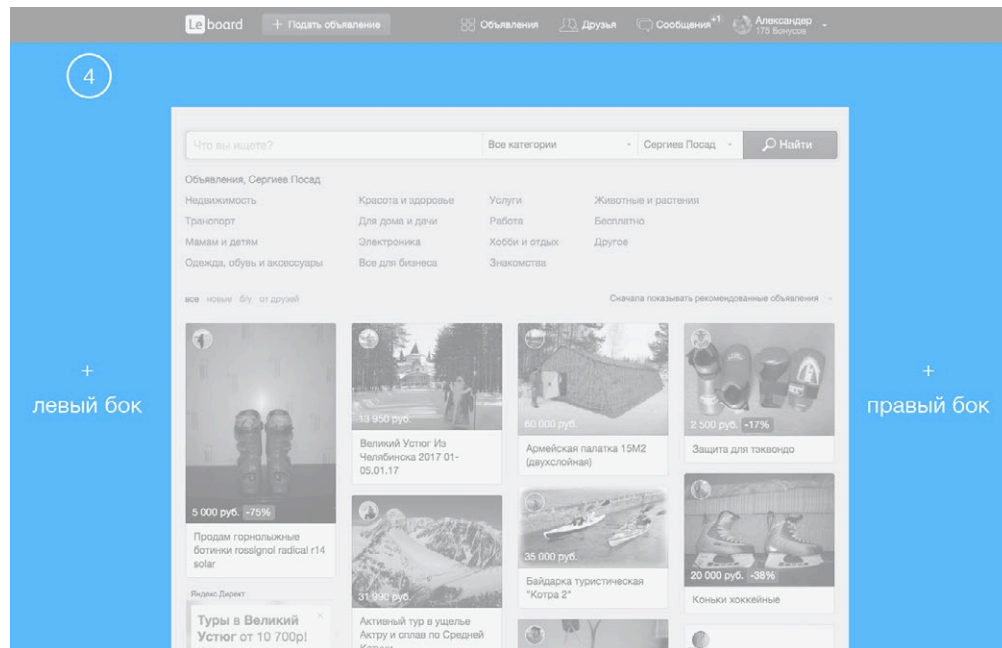 Le board
+ Подать объявление
Объявления
Друзья
Сообщения +1
Александер
175 Бонусов
4
Что вы ищете?
Все категории
Сергиев Посад
Найти
Объявления, Сергиев Посад
Недвижимость
Красота и здоровье
Услуги
Животные и растения
Транспорт
Для дома и дачи
Работа
Бесплатно
Мамам и детям
Электроника
Хобби и отдых
Другое
Одежда, обувь и аксессуары
Все для бизнеса
Знакомства
все новые б/у от друзей
Сначала показывать рекомендованные объявления
+
левый бок
+
правый бок
5 000 руб. -75%
Продам горнолыжные
ботинки rossignol radical r14
solar
Яндекс.Директ
Туры в Великий
Устюг от 10 700р!
13 950 руб.
Великий Устюг Из
Челябинска 2017 01-
05.01.17
31 990 руб.
Активный тур в ущелье
Актру и сплав по Средней
60 000 руб.
Армейская палатка 15М2
(двухслойная)
35 000 руб.
Байдарка туристическая
"Котра 2"
2 500 руб. -17%
Защита для тэквондо
20 000 руб. -38%
Коньки хоккейные